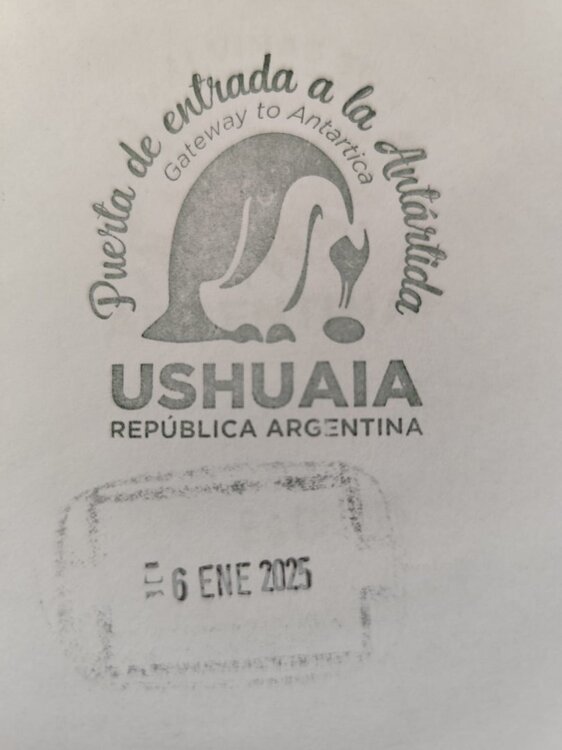 Puerta de entrada a la Antártida
Gateway to Antartica
USHUAIA
REPÚBLICA ARGENTINA
6 ENE 2025